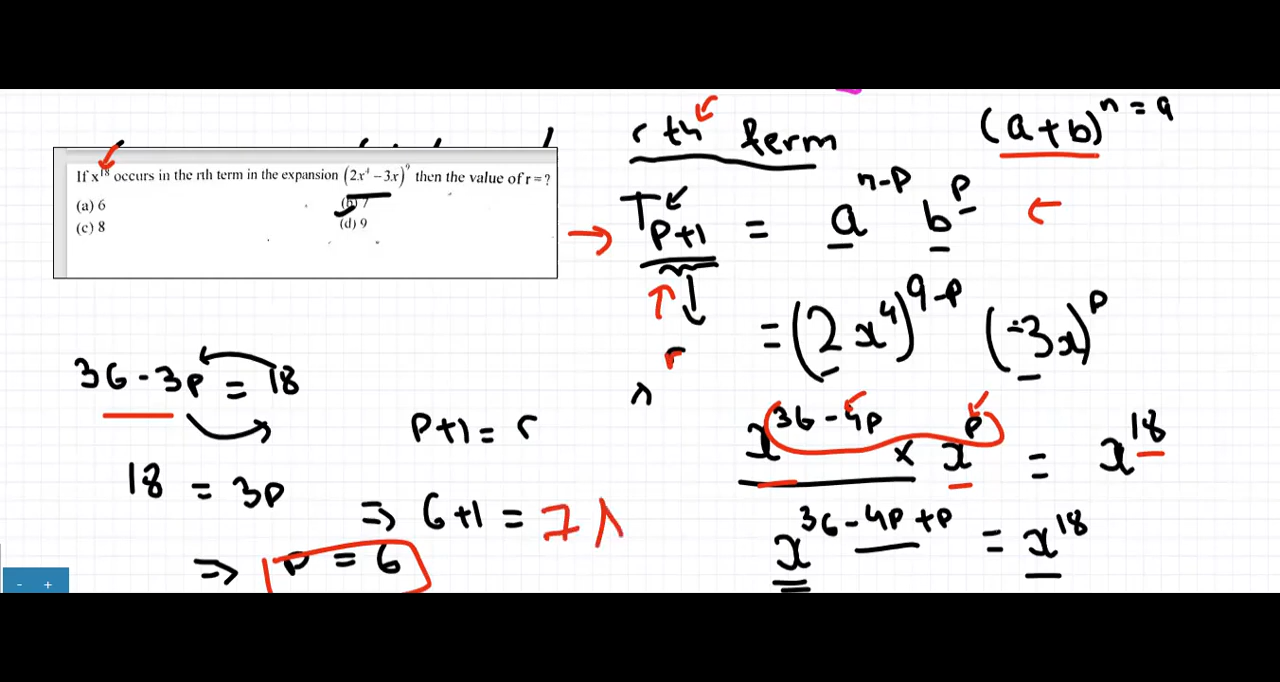 If x^18 occurs in the rth term in the expansion (2x^4 − 3x)^9 then the value of r = ?
(a) 6
(b) 7
(c) 8
(d) 9
r th term
(a+b)^n = 9
T_p+1 = a^n-p b^p
= (2x^4)^9-p (-3x)^p
r
x^36-4p × x^p = x^18
x^36-4p+p = x^18
36 - 3p = 18
18 = 3p
⇒ p = 6
p+1 = r
⇒ 6+1 = 7
- +